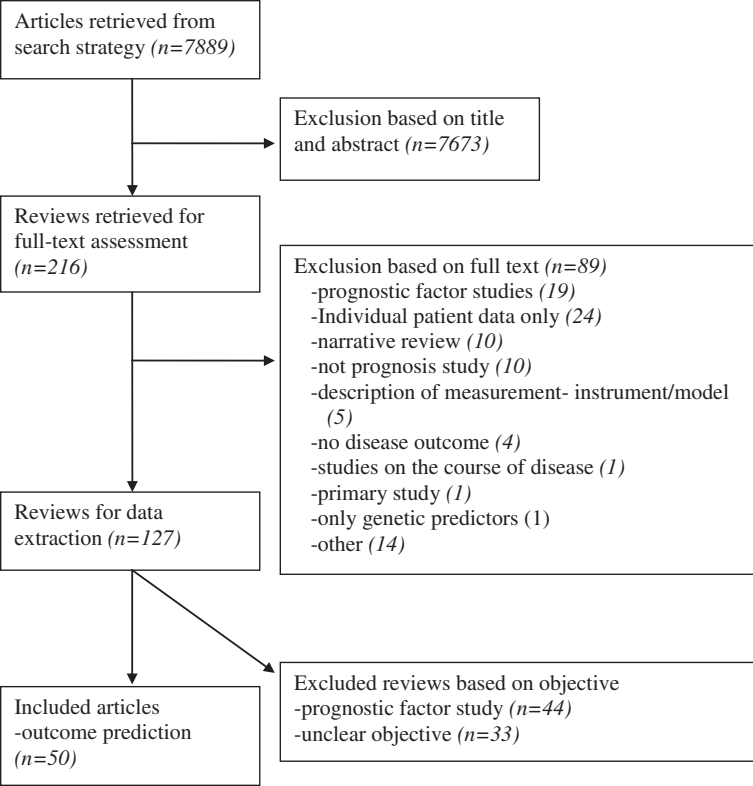 Articles retrieved from
search strategy (n=7889)
Exclusion based on title
and abstract (n=7673)
Reviews retrieved for
full-text assessment
(n=216)
Exclusion based on full text (n=89)
-prognostic factor studies (19)
-Individual patient data only (24)
-narrative review (10)
-not prognosis study (10)
-description of measurement- instrument/model
(5)
-no disease outcome (4)
-studies on the course of disease (1)
-primary study (1)
-only genetic predictors (1)
-other (14)
Reviews for data
extraction (n=127)
Excluded reviews based on objective
-prognostic factor study (n=44)
-unclear objective (n=33)
Included articles
-outcome prediction
(n=50)